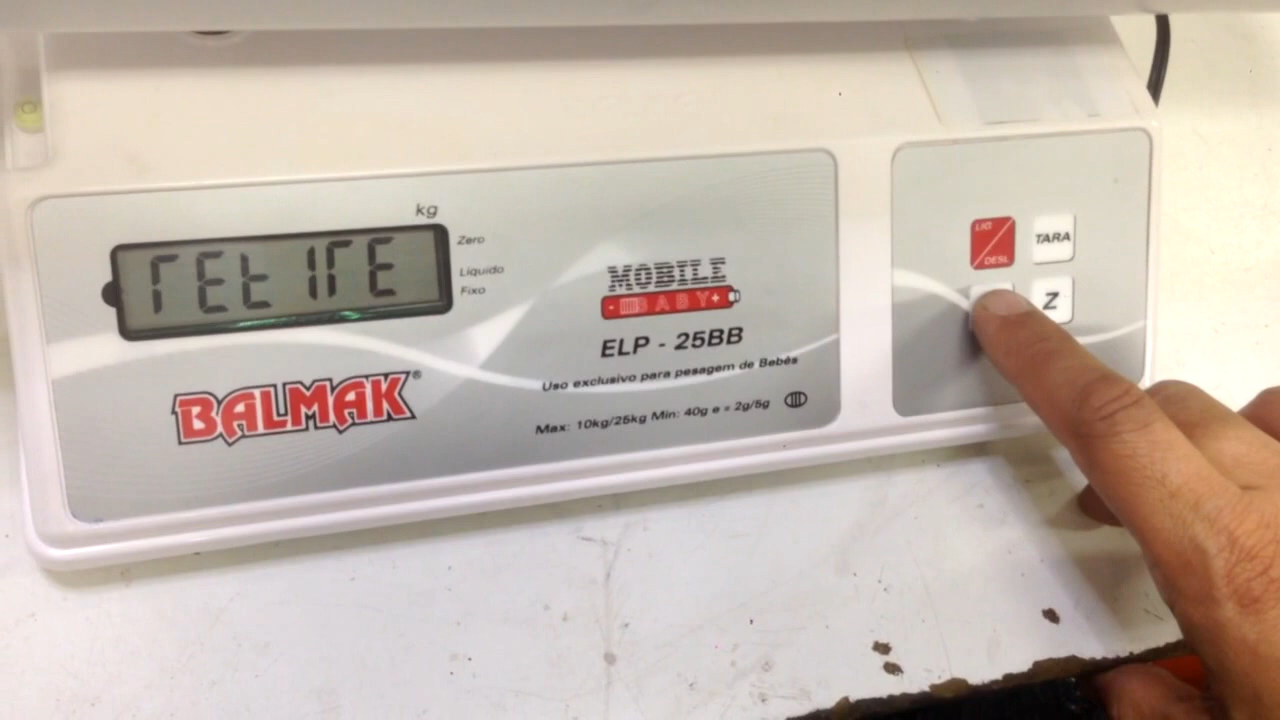 kg
Zero
Líquido
Fixo
rEtIrE
BALMAK®
MOBILE
BABY
ELP - 25BB
Uso exclusivo para pesagem de Bebês
Max: 10kg/25kg Min: 40g e = 2g/5g III
LIG
DESL
TARA
Z